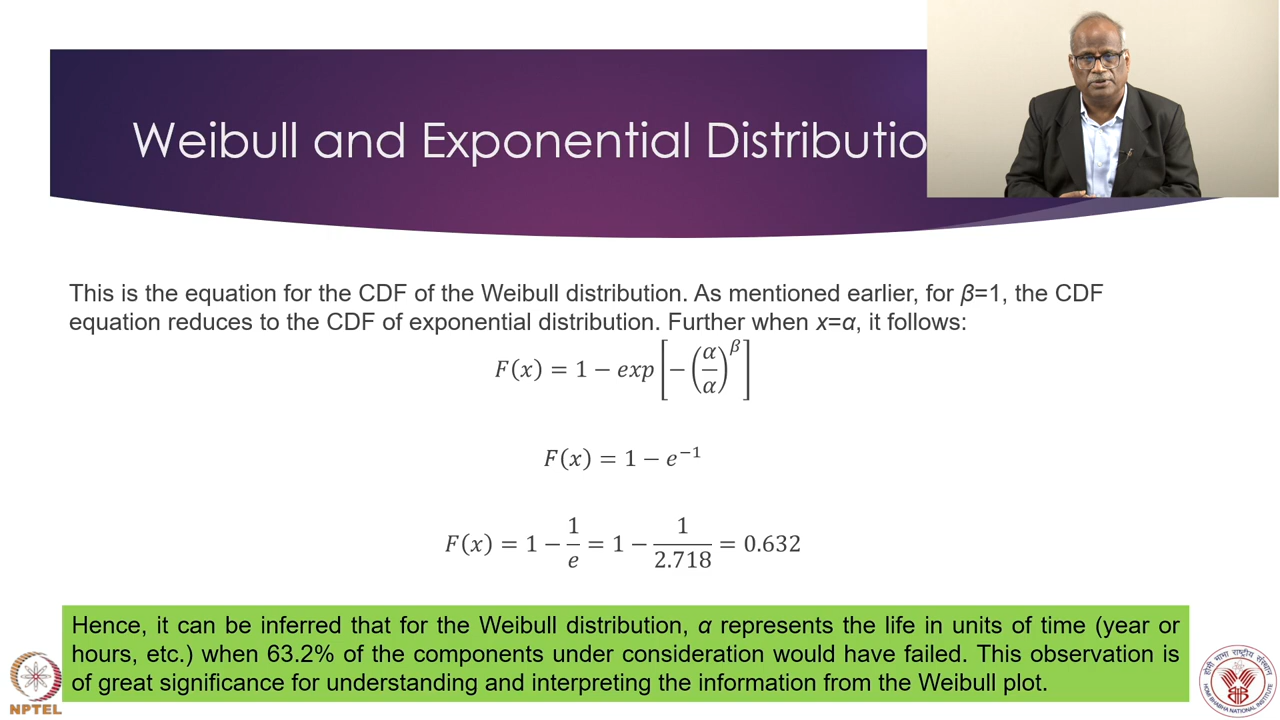 Weibull and Exponential Distributio
This is the equation for the CDF of the Weibull distribution. As mentioned earlier, for β=1, the CDF
equation reduces to the CDF of exponential distribution. Further when x=α, it follows:
F(x) = 1 − exp[−(α/α)^β]
F(x) = 1 − e⁻¹
F(x) = 1 − 1/e = 1 − 1/2.718 = 0.632
Hence, it can be inferred that for the Weibull distribution, α represents the life in units of time (year or
hours, etc.) when 63.2% of the components under consideration would have failed. This observation is
of great significance for understanding and interpreting the information from the Weibull plot.
NPTEL
होमी भाभा राष्ट्रीय संस्थान
HOMI BHABHA NATIONAL INSTITUTE